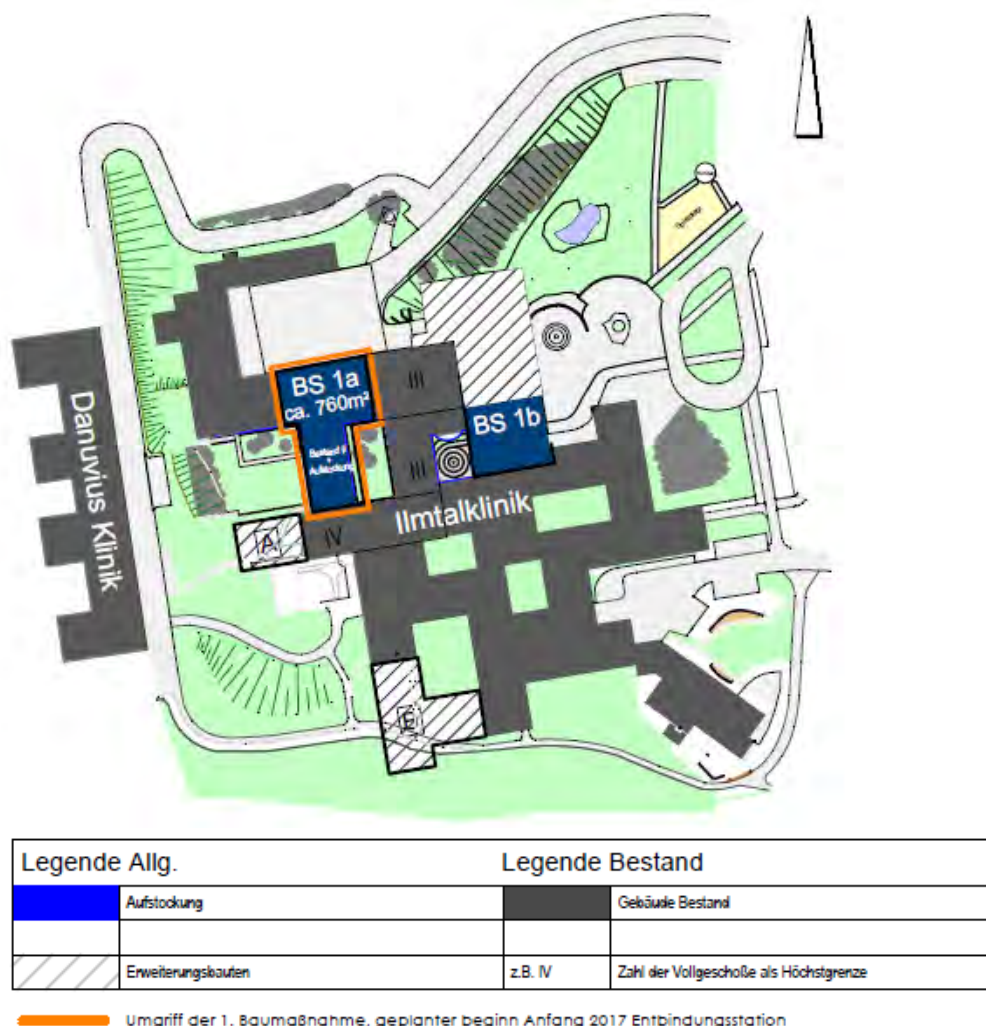 BS 1a
ca. 760m²
III
BS 1b
Aufstockung
III
Ilmtalklinik
IV
A
Danuvius Klinik
E
Legende Allg.
Legende Bestand
Aufstockung
Gebäude Bestand
Erweiterungsbauten
z.B. IV
Zahl der Vollgeschoße als Höchstgrenze
Umgriff der 1. Baumaßnahme, geplanter beginn Anfang 2017 Entbindungsstation